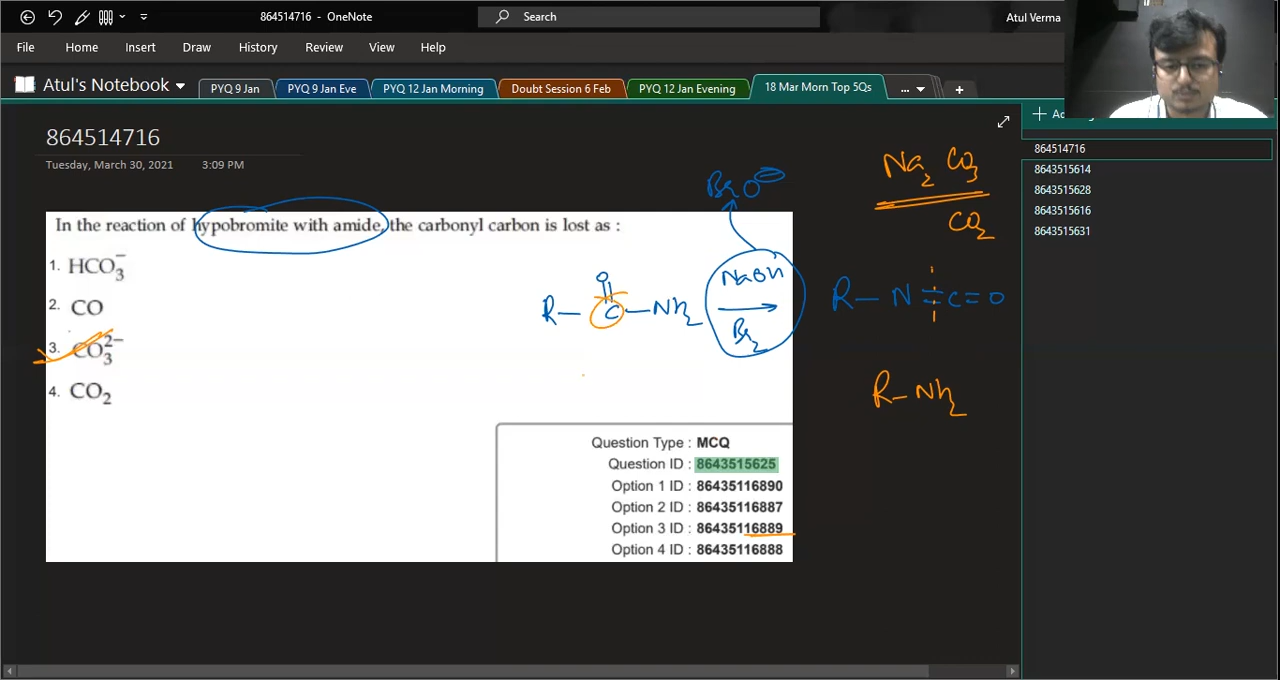 864514716 - OneNote
Search
Atul Verma
File Home Insert Draw History Review View Help
Atul's Notebook
PYQ 9 Jan
PYQ 9 Jan Eve
PYQ 12 Jan Morning
Doubt Session 6 Feb
PYQ 12 Jan Evening
18 Mar Morn Top 5Qs
...
864514716
Tuesday, March 30, 2021 3:09 PM
In the reaction of hypobromite with amide, the carbonyl carbon is lost as :
1. HCO₃⁻
2. CO
3. CO₃²⁻
4. CO₂
Question Type : MCQ
Question ID : 8643515625
Option 1 ID : 86435116890
Option 2 ID : 86435116887
Option 3 ID : 86435116889
Option 4 ID : 86435116888
O
R—C—NH₂
NaOH
Br₂
BrO⊖
Na₂CO₃
CO₂
R—N=C=O
R—NH₂
864514716
8643515614
8643515628
8643515616
8643515631